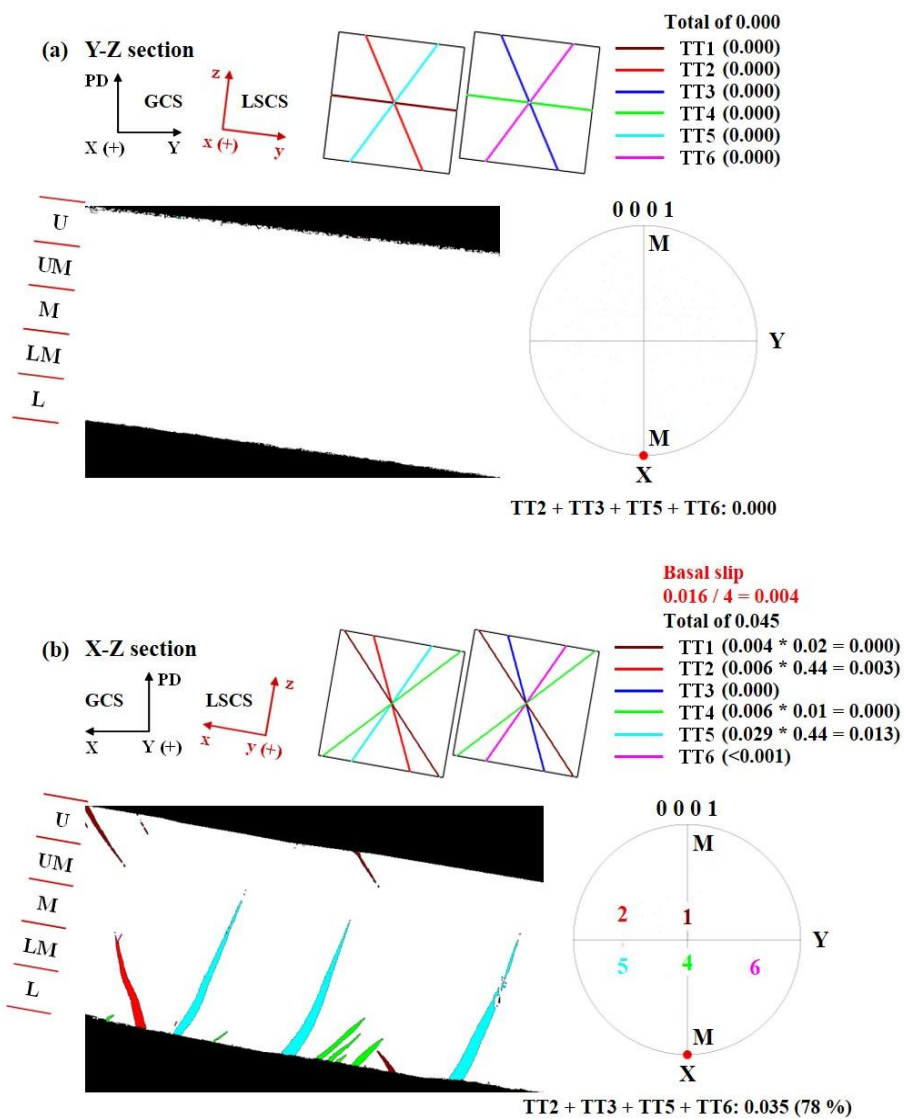 (a) Y-Z section
PD
GCS
X (+)
Y
z
LSCS
x (+)
y
Total of 0.000
TT1 (0.000)
TT2 (0.000)
TT3 (0.000)
TT4 (0.000)
TT5 (0.000)
TT6 (0.000)
U
UM
M
LM
L
0 0 0 1
M
Y
M
X
TT2 + TT3 + TT5 + TT6: 0.000
(b) X-Z section
GCS
PD
X
Y (+)
LSCS
z
x
y (+)
Basal slip
0.016 / 4 = 0.004
Total of 0.045
TT1 (0.004 * 0.02 = 0.000)
TT2 (0.006 * 0.44 = 0.003)
TT3 (0.000)
TT4 (0.006 * 0.01 = 0.000)
TT5 (0.029 * 0.44 = 0.013)
TT6 (<0.001)
U
UM
M
LM
L
0 0 0 1
M
2 1
Y
5 4 6
M
X
TT2 + TT3 + TT5 + TT6: 0.035 (78 %)